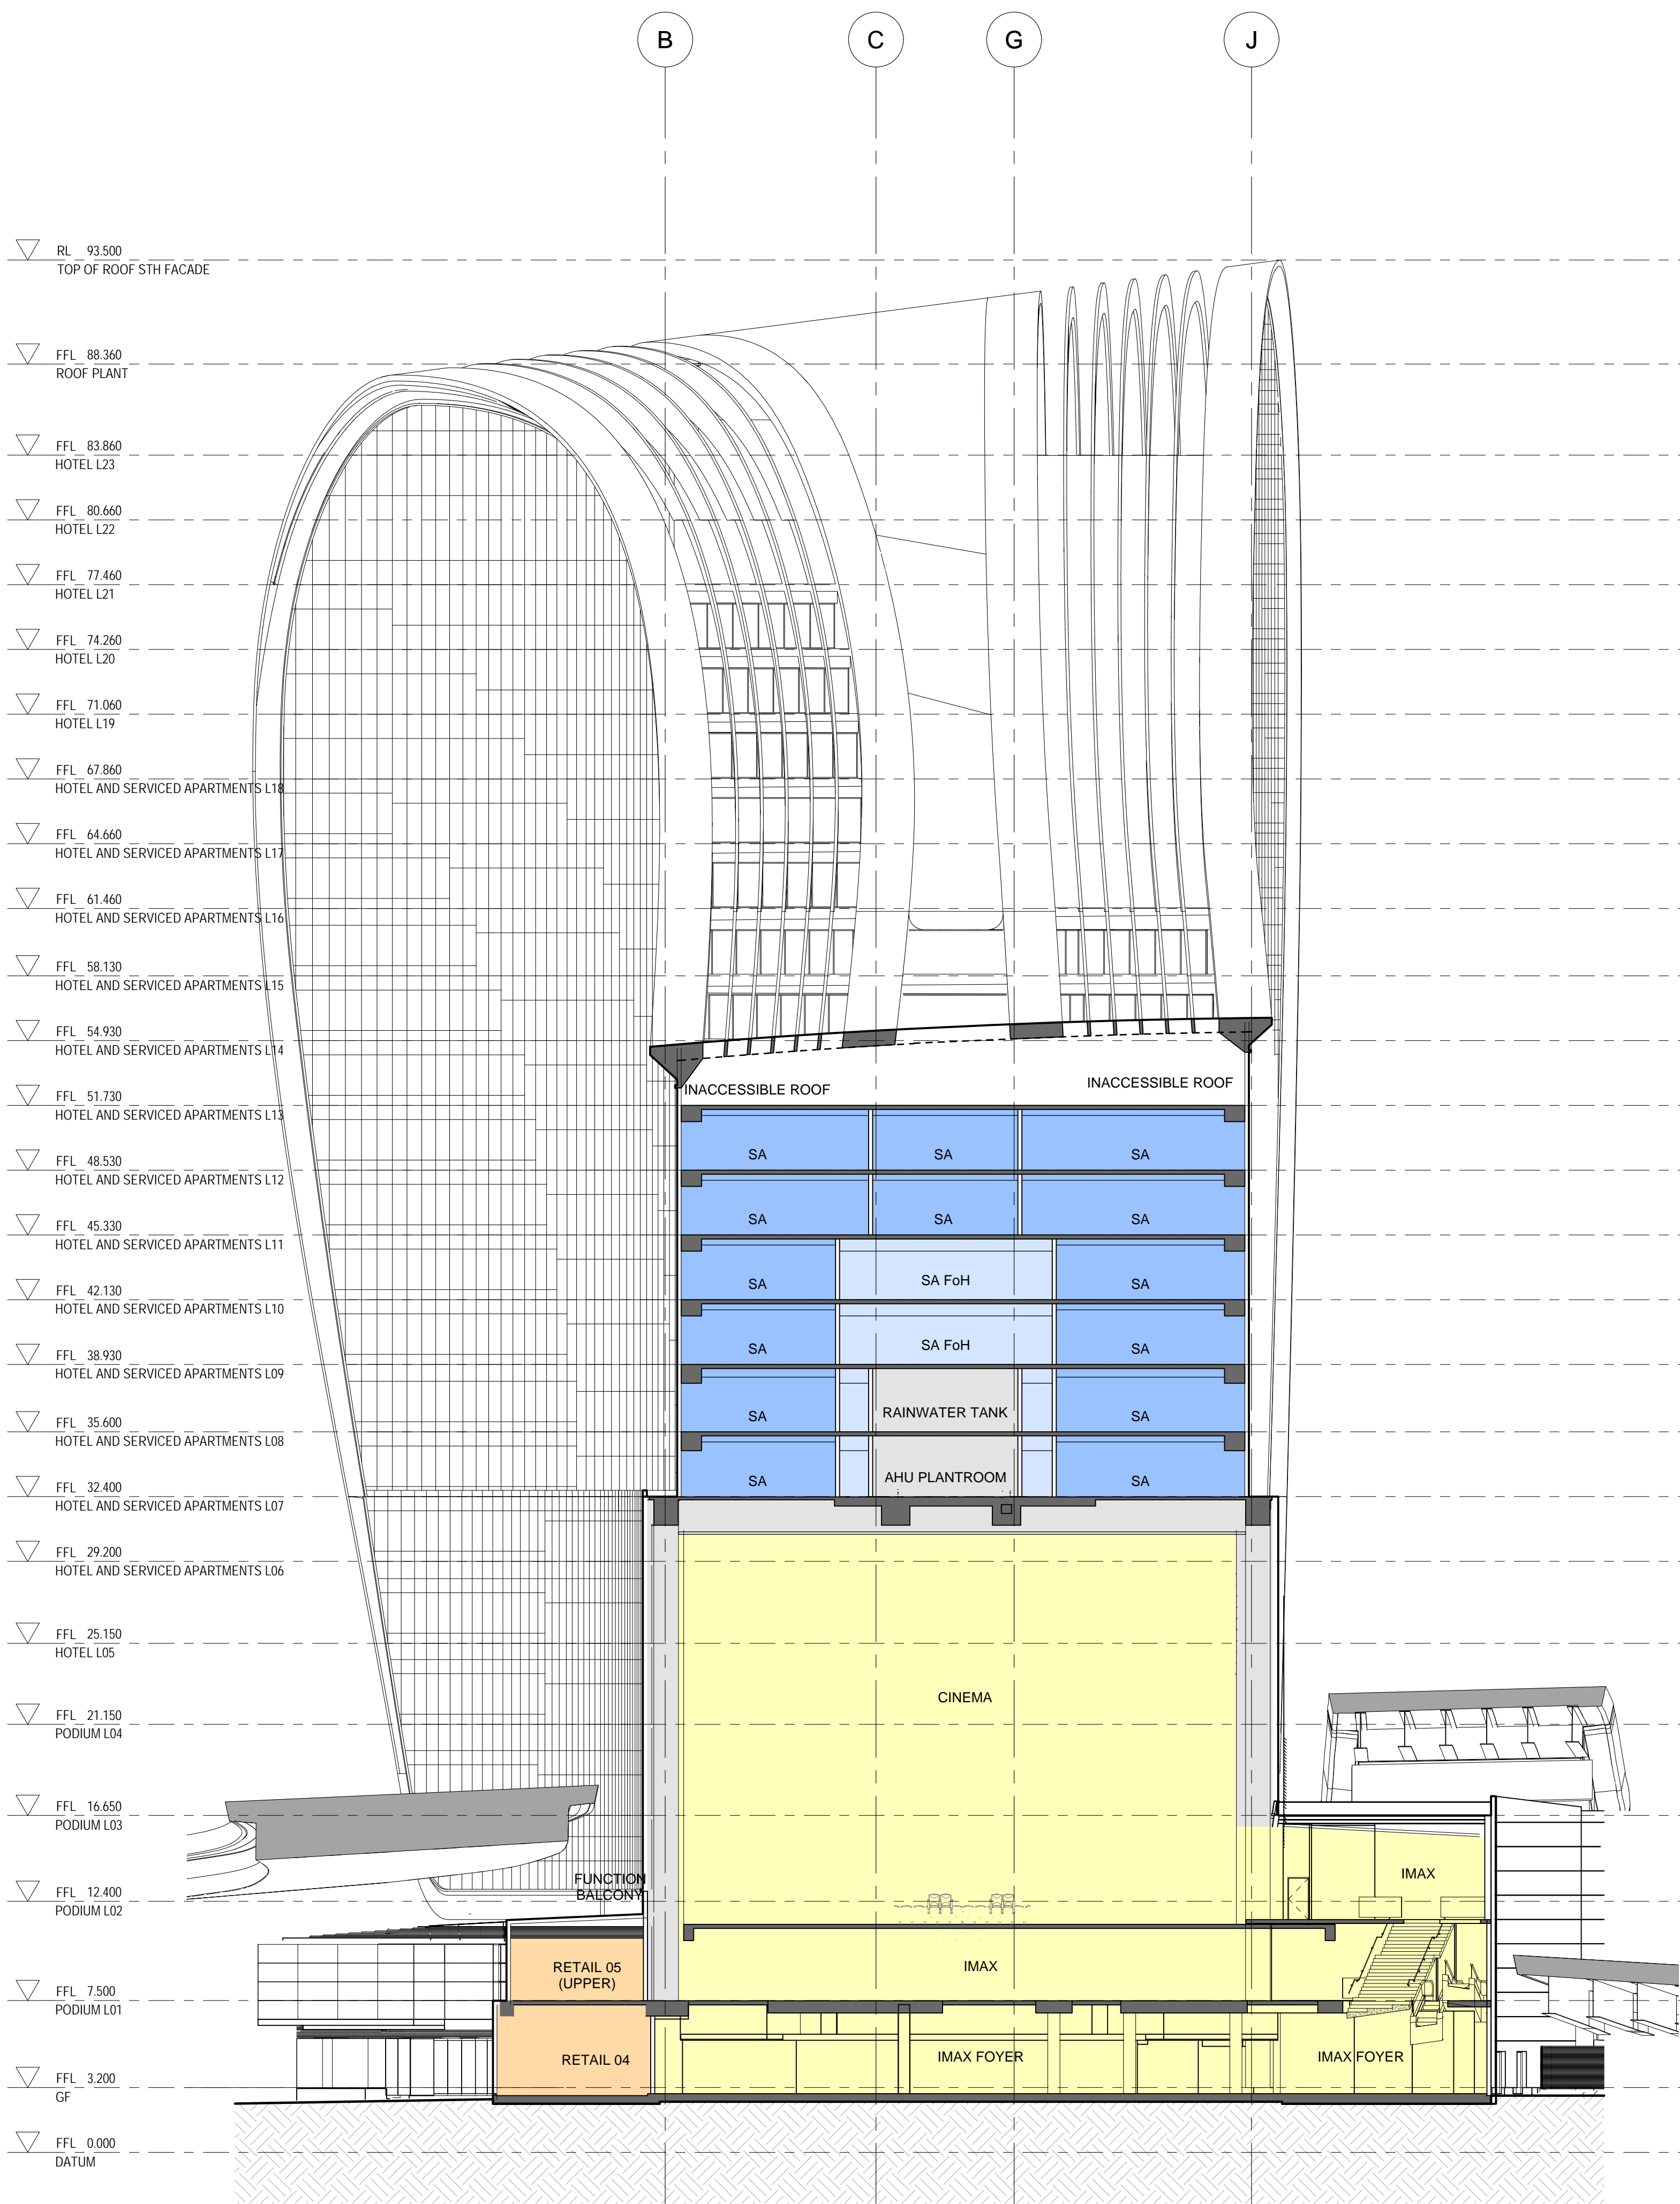 B C G J
RL 93.500
TOP OF ROOF STH FACADE
FFL 88.360
ROOF PLANT
FFL 83.860
HOTEL L23
FFL 80.660
HOTEL L22
FFL 77.460
HOTEL L21
FFL 74.260
HOTEL L20
FFL 71.060
HOTEL L19
FFL 67.860
HOTEL AND SERVICED APARTMENTS L18
FFL 64.660
HOTEL AND SERVICED APARTMENTS L17
FFL 61.460
HOTEL AND SERVICED APARTMENTS L16
FFL 58.130
HOTEL AND SERVICED APARTMENTS L15
FFL 54.930
HOTEL AND SERVICED APARTMENTS L14
INACCESSIBLE ROOF INACCESSIBLE ROOF
FFL 51.730
HOTEL AND SERVICED APARTMENTS L13
SA SA SA
FFL 48.530
HOTEL AND SERVICED APARTMENTS L12
SA SA SA
FFL 45.330
HOTEL AND SERVICED APARTMENTS L11
SA SA FoH SA
FFL 42.130
HOTEL AND SERVICED APARTMENTS L10
SA SA FoH SA
FFL 38.930
HOTEL AND SERVICED APARTMENTS L09
SA RAINWATER TANK SA
FFL 35.600
HOTEL AND SERVICED APARTMENTS L08
SA AHU PLANTROOM SA
FFL 32.400
HOTEL AND SERVICED APARTMENTS L07
FFL 29.200
HOTEL AND SERVICED APARTMENTS L06
FFL 25.150
HOTEL L05
CINEMA
FFL 21.150
PODIUM L04
FFL 16.650
PODIUM L03
IMAX
FUNCTION
BALCONY
FFL 12.400
PODIUM L02
RETAIL 05
(UPPER)
IMAX
FFL 7.500
PODIUM L01
RETAIL 04 IMAX FOYER IMAX FOYER
FFL 3.200
GF
FFL 0.000
DATUM